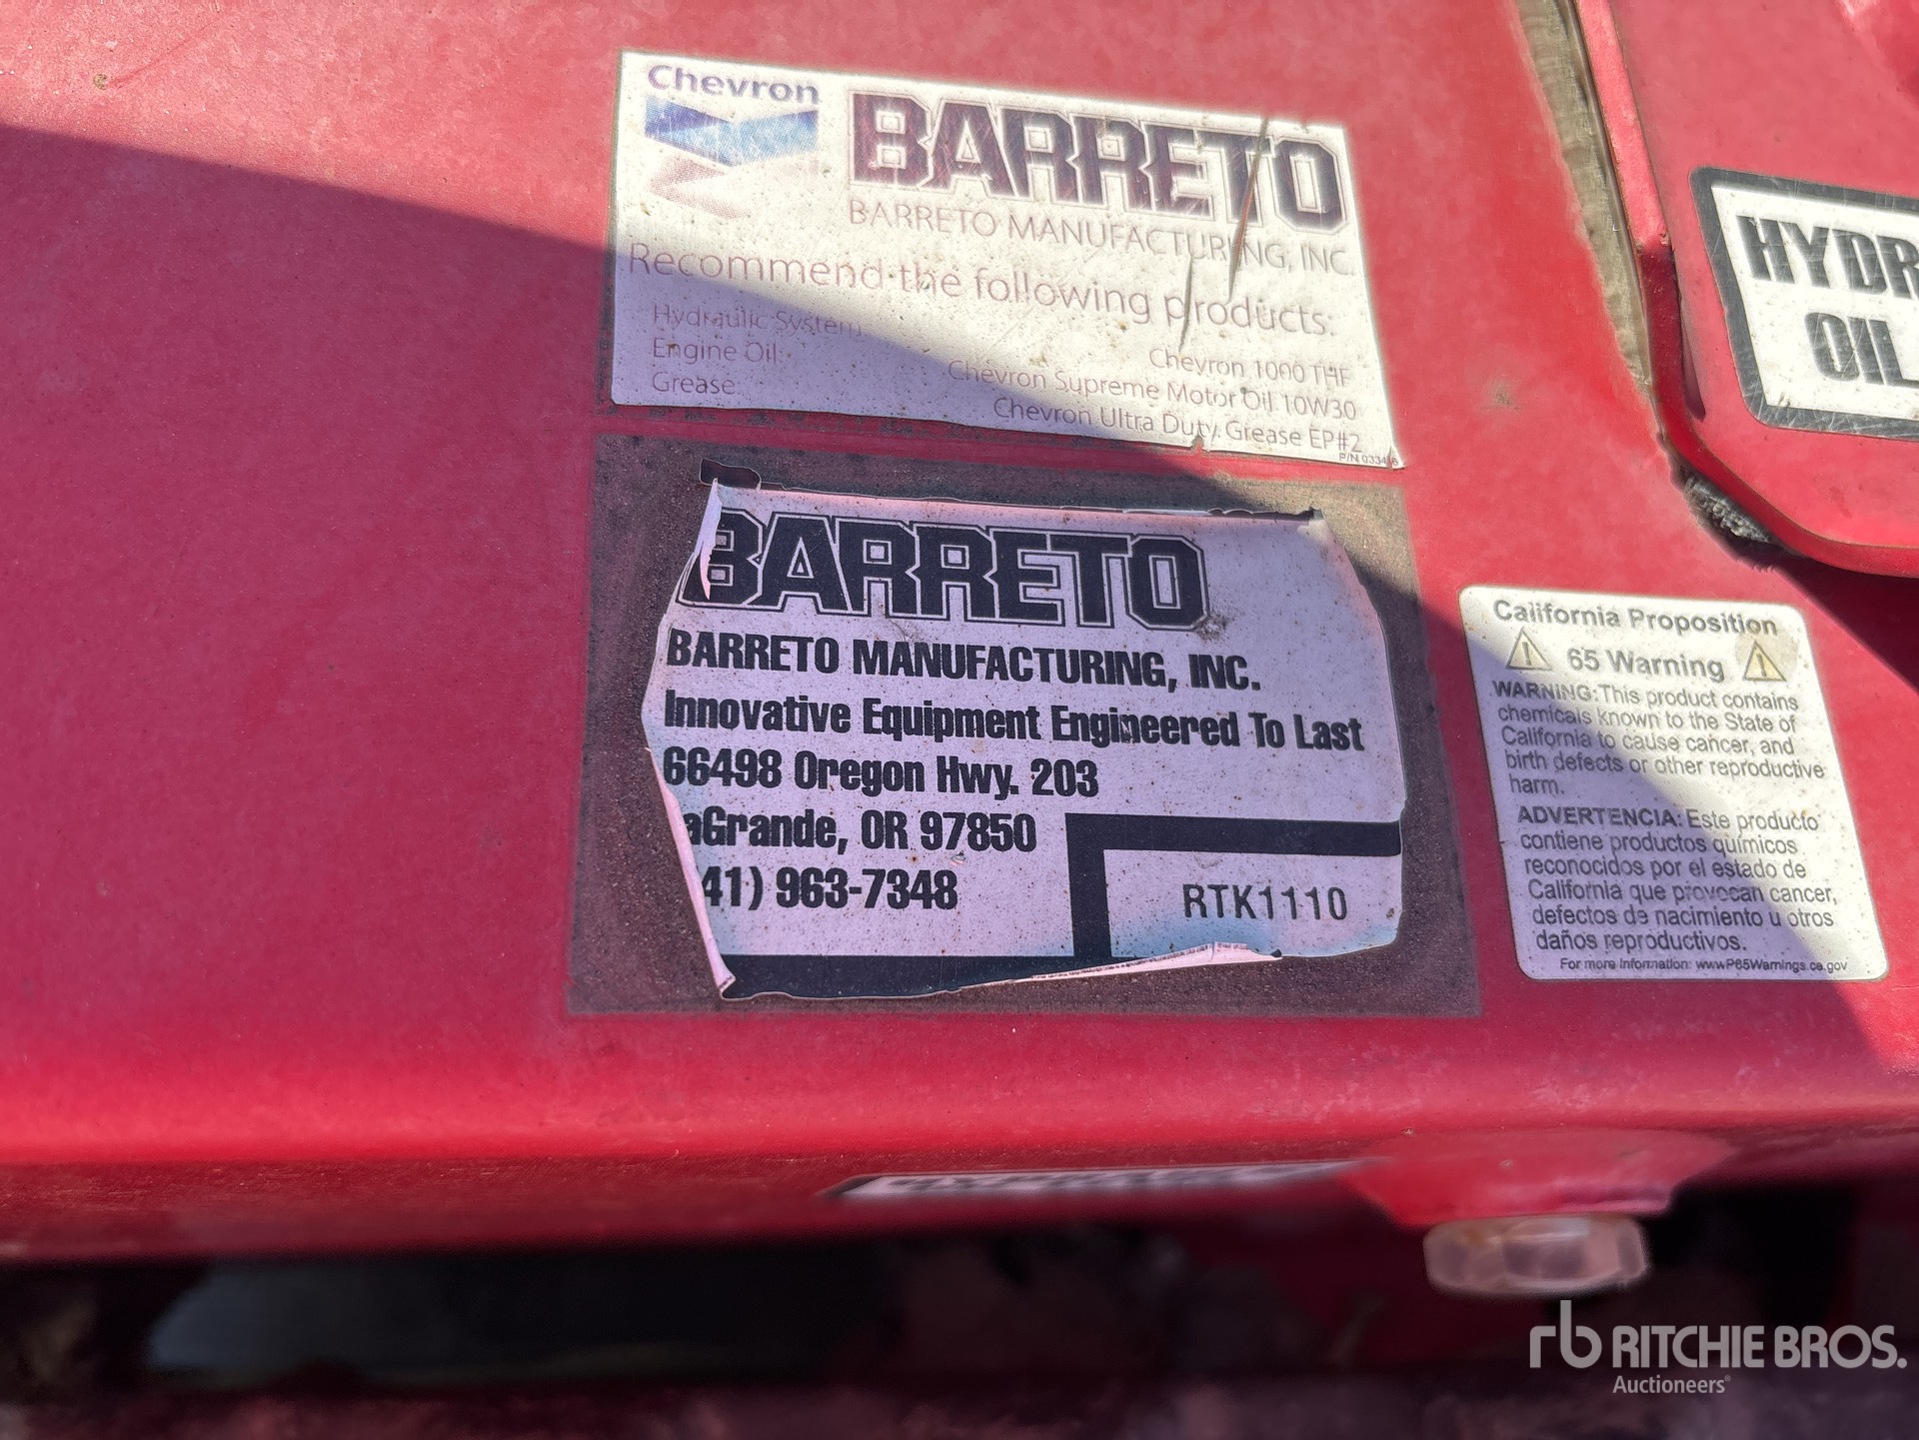 Chevron
BARRETO
BARRETO MANUFACTURING, INC.
Recommend the following products:
Hydraulic System: Chevron 1000 THF
Engine Oil: Chevron Supreme Motor Oil 10W30
Grease Chevron Ultra Duty Grease EP#2
HYDR
OIL
BARRETO
BARRETO MANUFACTURING, INC.
Innovative Equipment Engineered To Last
66498 Oregon Hwy. 203
aGrande, OR 97850
41) 963-7348
RTK1110
California Proposition
65 Warning
WARNING: This product contains
chemicals known to the State of
California to cause cancer, and
birth defects or other reproductive
harm.
ADVERTENCIA: Este producto
contiene productos químicos
reconocidos por el estado de
California que provocan cancer,
defectos de nacimiento u otros
daños reproductivos.
For more information: www.P65Warnings.ca.gov
rb RITCHIE BROS.
Auctioneers®